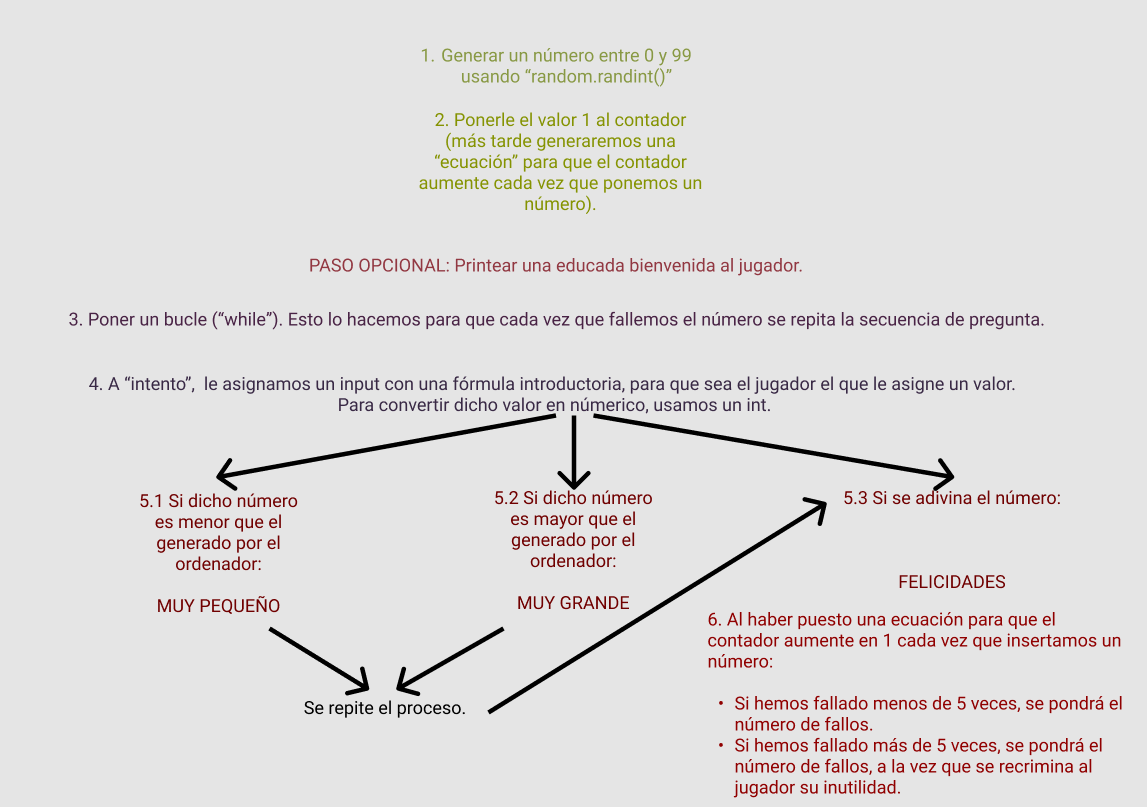 1. Generar un número entre 0 y 99
usando “random.randint()”
2. Ponerle el valor 1 al contador
(más tarde generaremos una
“ecuación” para que el contador
aumente cada vez que ponemos un
número).
PASO OPCIONAL: Printear una educada bienvenida al jugador.
3. Poner un bucle (“while”). Esto lo hacemos para que cada vez que fallemos el número se repita la secuencia de pregunta.
4. A “intento”,  le asignamos un input con una fórmula introductoria, para que sea el jugador el que le asigne un valor.
Para convertir dicho valor en númerico, usamos un int.
5.1 Si dicho número
es menor que el
generado por el
ordenador:
MUY PEQUEÑO
5.2 Si dicho número
es mayor que el
generado por el
ordenador:
MUY GRANDE
Se repite el proceso.
5.3 Si se adivina el número:
FELICIDADES
6. Al haber puesto una ecuación para que el
contador aumente en 1 cada vez que insertamos un
número:
• Si hemos fallado menos de 5 veces, se pondrá el
número de fallos.
• Si hemos fallado más de 5 veces, se pondrá el
número de fallos, a la vez que se recrimina al
jugador su inutilidad.